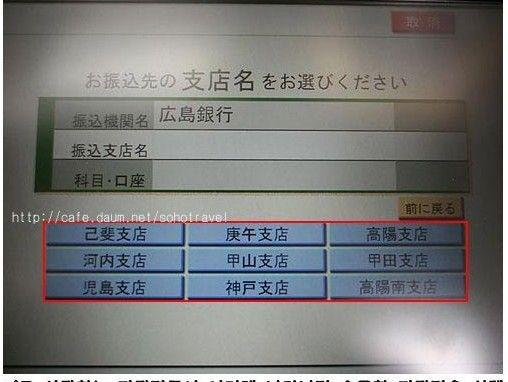 取消
お振込先の 支店名 をお選びください
振込機関名 広島銀行
振込支店名
科目・口座
前に戻る
http://cafe.daum.net/sohotravel
己斐支店 庚午支店 高陽支店
河内支店 甲山支店 甲田支店
児島支店 神戸支店 高陽南支店